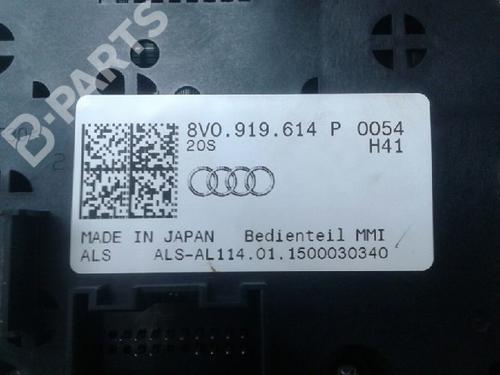 B-PARTS
8V0.919.614 P 0054
20S H41
MADE IN JAPAN Bedienteil MMI
ALS ALS-AL114.01.1500030340